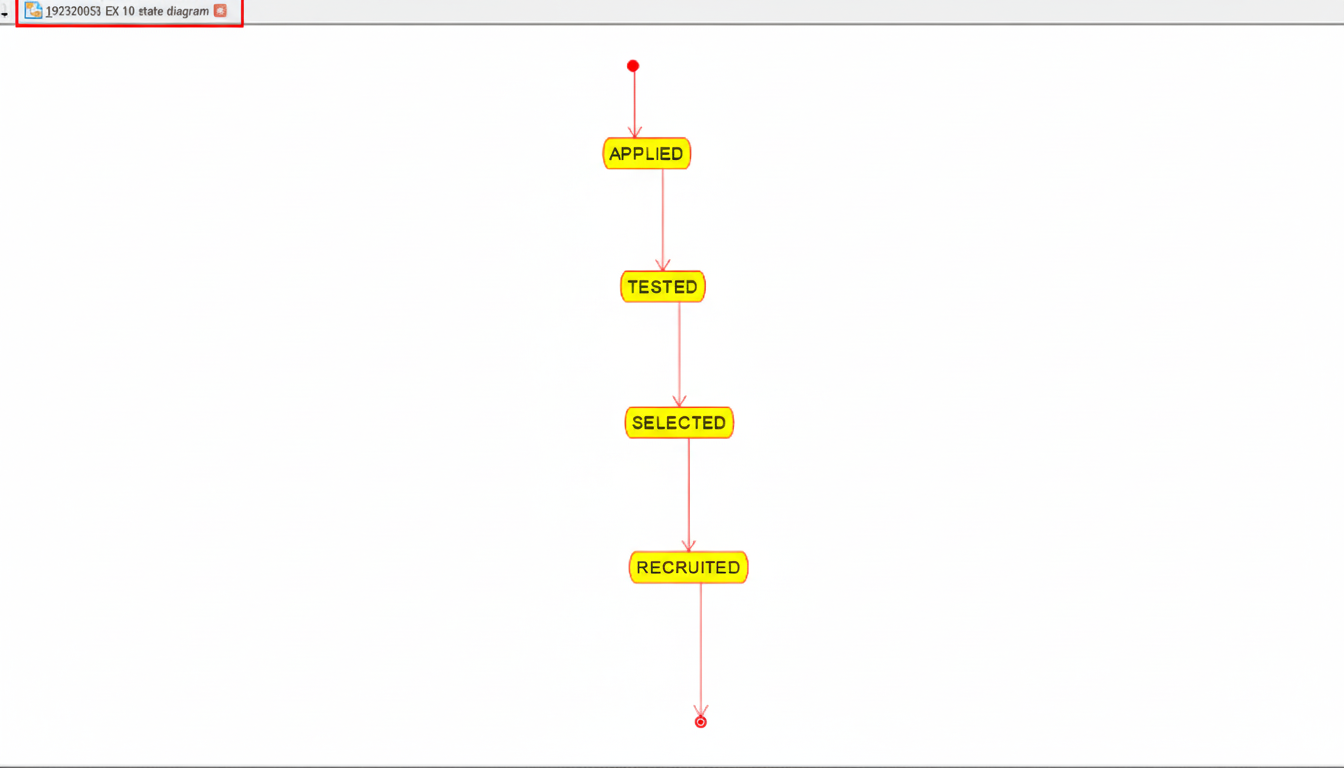 192320053 EX 10 state diagram
APPLIED
TESTED
SELECTED
RECRUITED